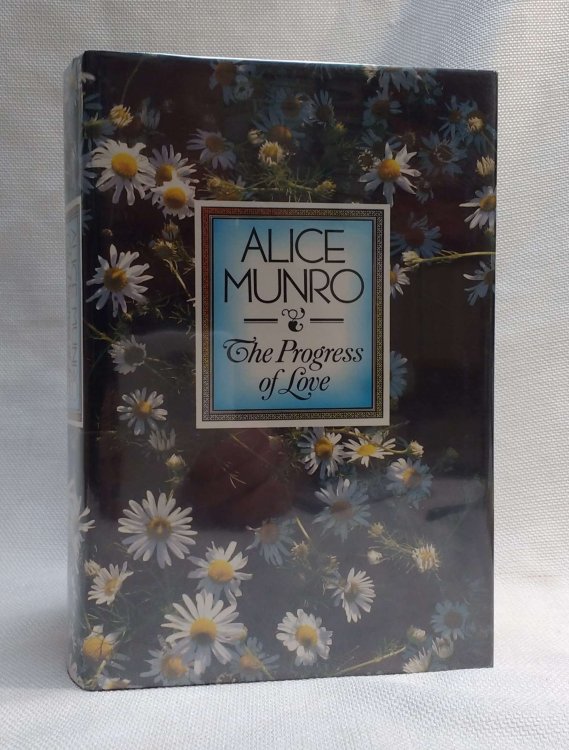 ALICE
MUNRO
The Progress
of Love